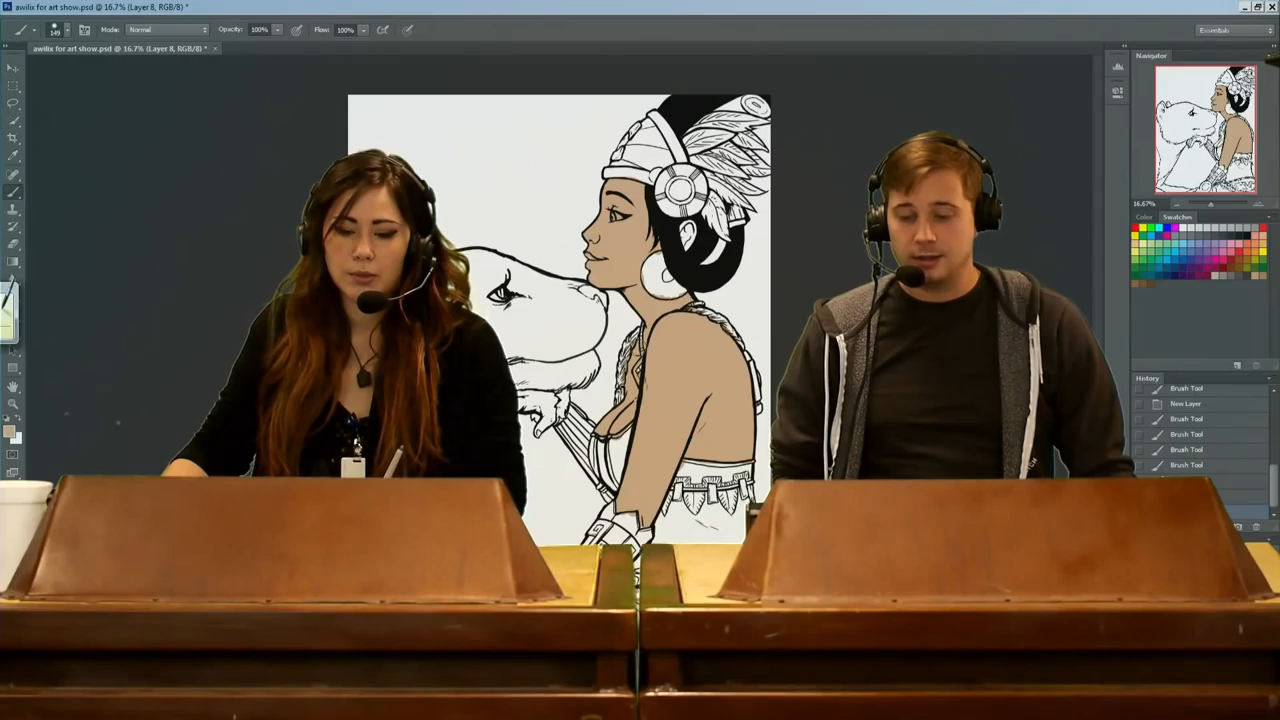 Ps awilix for art show.psd @ 16.7% (Layer 8, RGB/8) *
149 Mode: Normal Opacity: 100% Flow: 100% Essentials
awilix for art show.psd @ 16.7% (Layer 8, RGB/8) * ×
Navigator
16.67%
Color Swatches
History
Brush Tool
New Layer
Brush Tool
Brush Tool
Brush Tool
Brush Tool